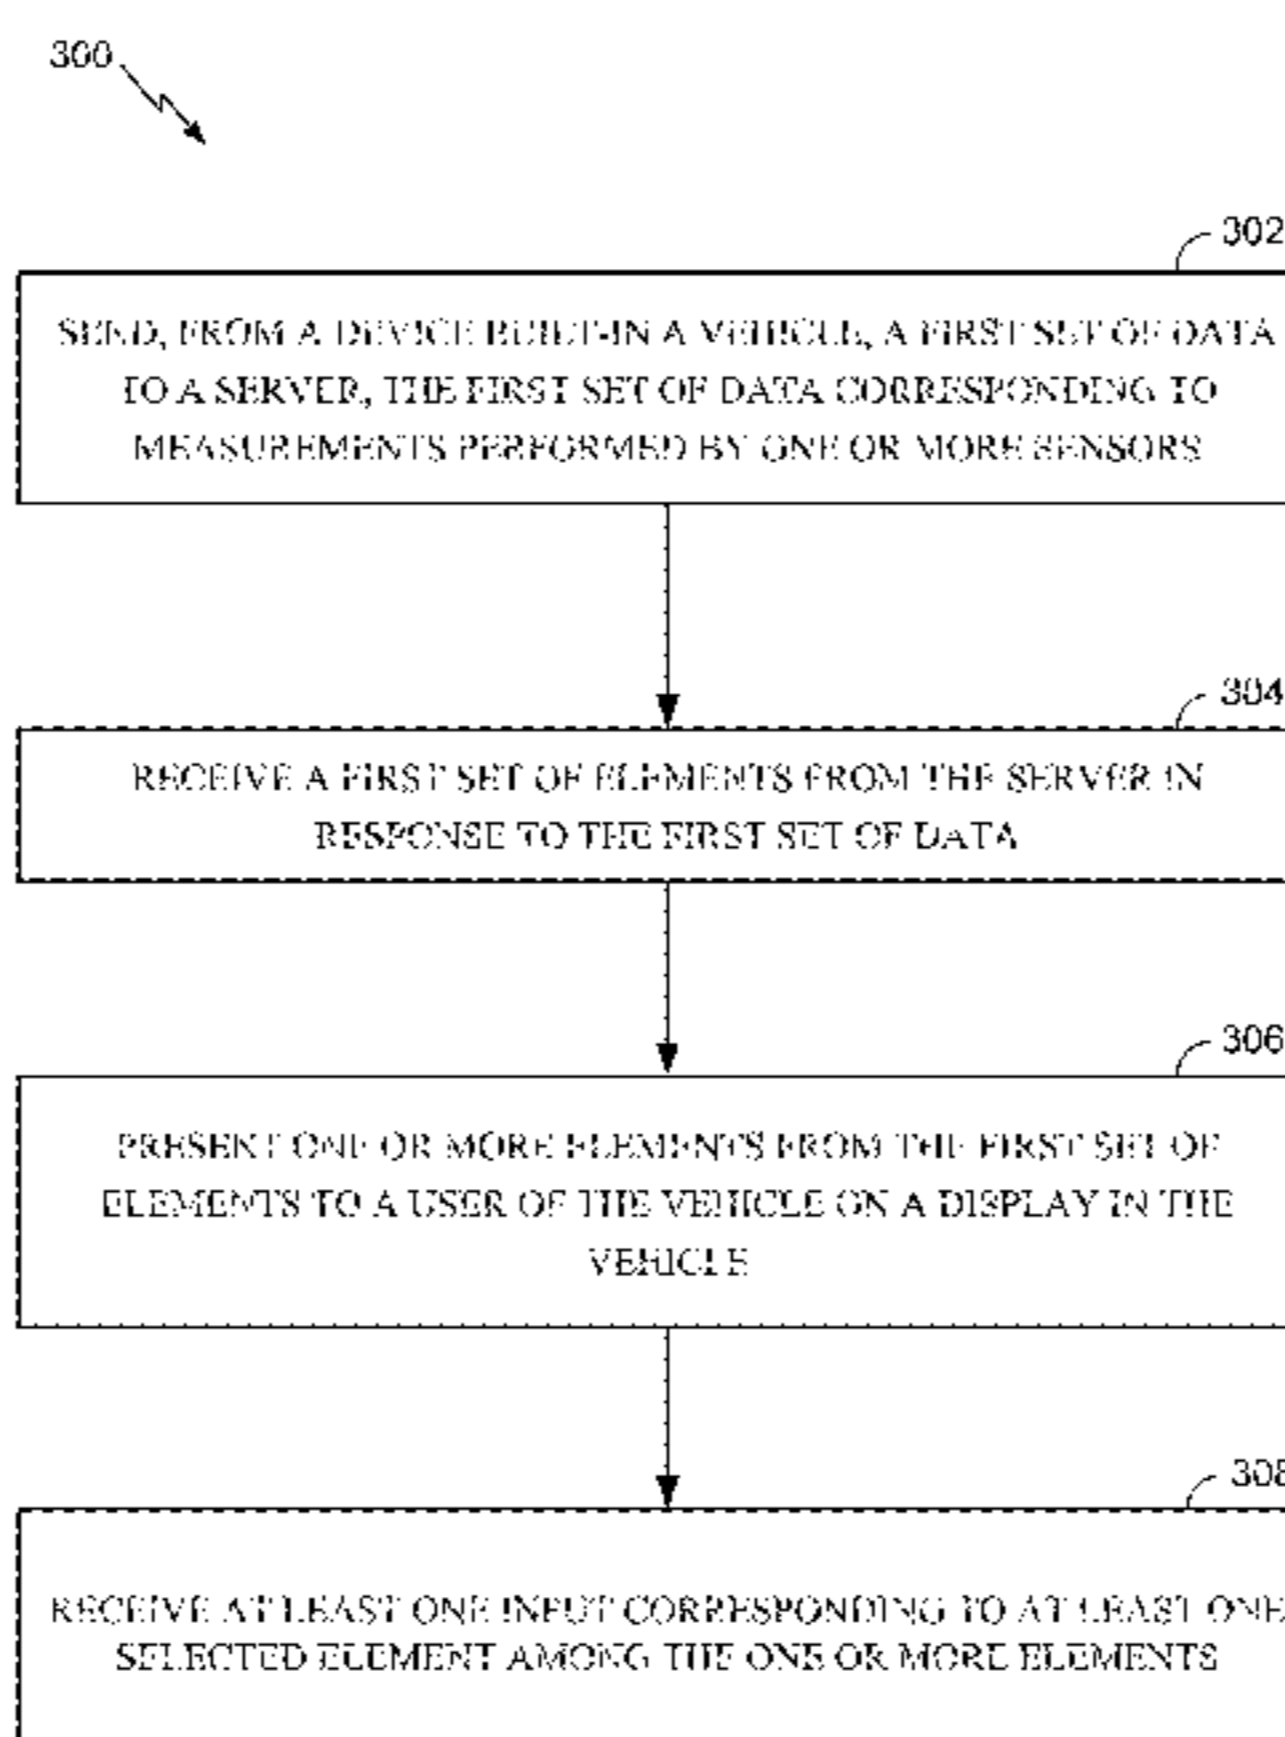 300
302
SEND, FROM A DEVICE BUILT-IN A VEHICLE, A FIRST SET OF DATA
TO A SERVER, THE FIRST SET OF DATA CORRESPONDING TO
MEASUREMENTS PERFORMED BY ONE OR MORE SENSORS
304
RECEIVE A FIRST SET OF ELEMENTS FROM THE SERVER IN
RESPONSE TO THE FIRST SET OF DATA
306
PRESENT ONE OR MORE ELEMENTS FROM THE FIRST SET OF
ELEMENTS TO A USER OF THE VEHICLE ON A DISPLAY IN THE
VEHICLE
308
RECEIVE AT LEAST ONE INPUT CORRESPONDING TO AT LEAST ONE
SELECTED ELEMENT AMONG THE ONE OR MORE ELEMENTS